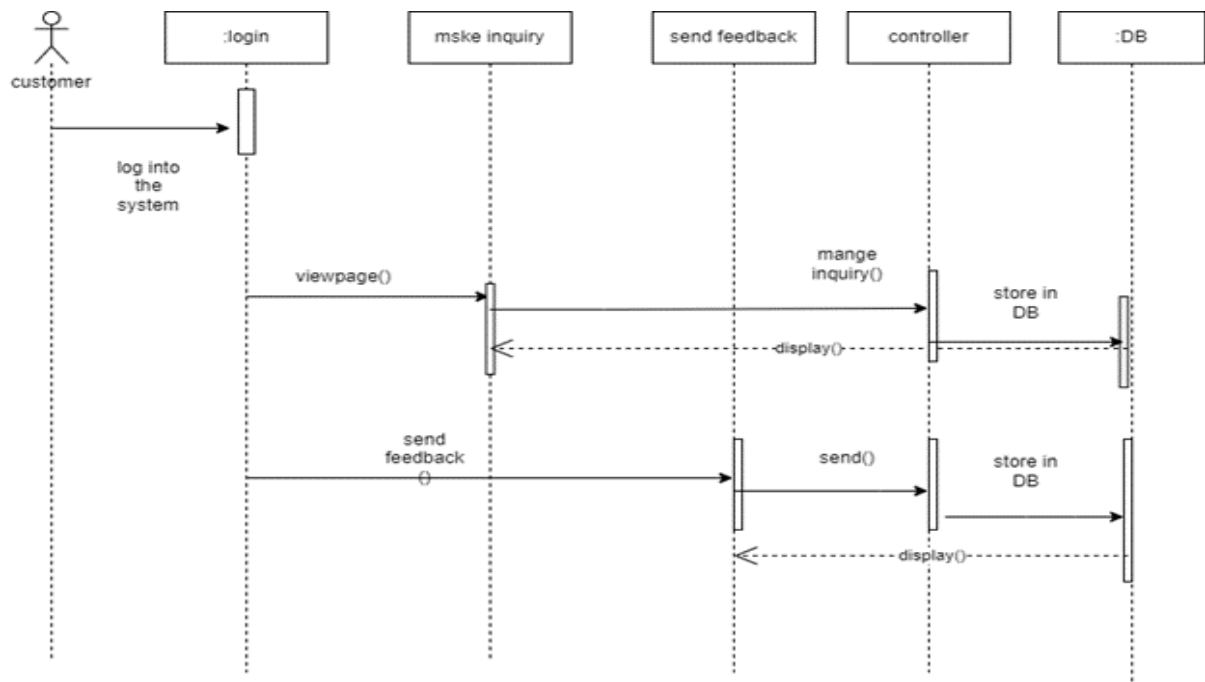 :login
mske inquiry
send feedback
controller
:DB
customer
log into
the
system
viewpage()
mange
inquiry()
store in
DB
display()
send
feedback
()
send()
store in
DB
display()